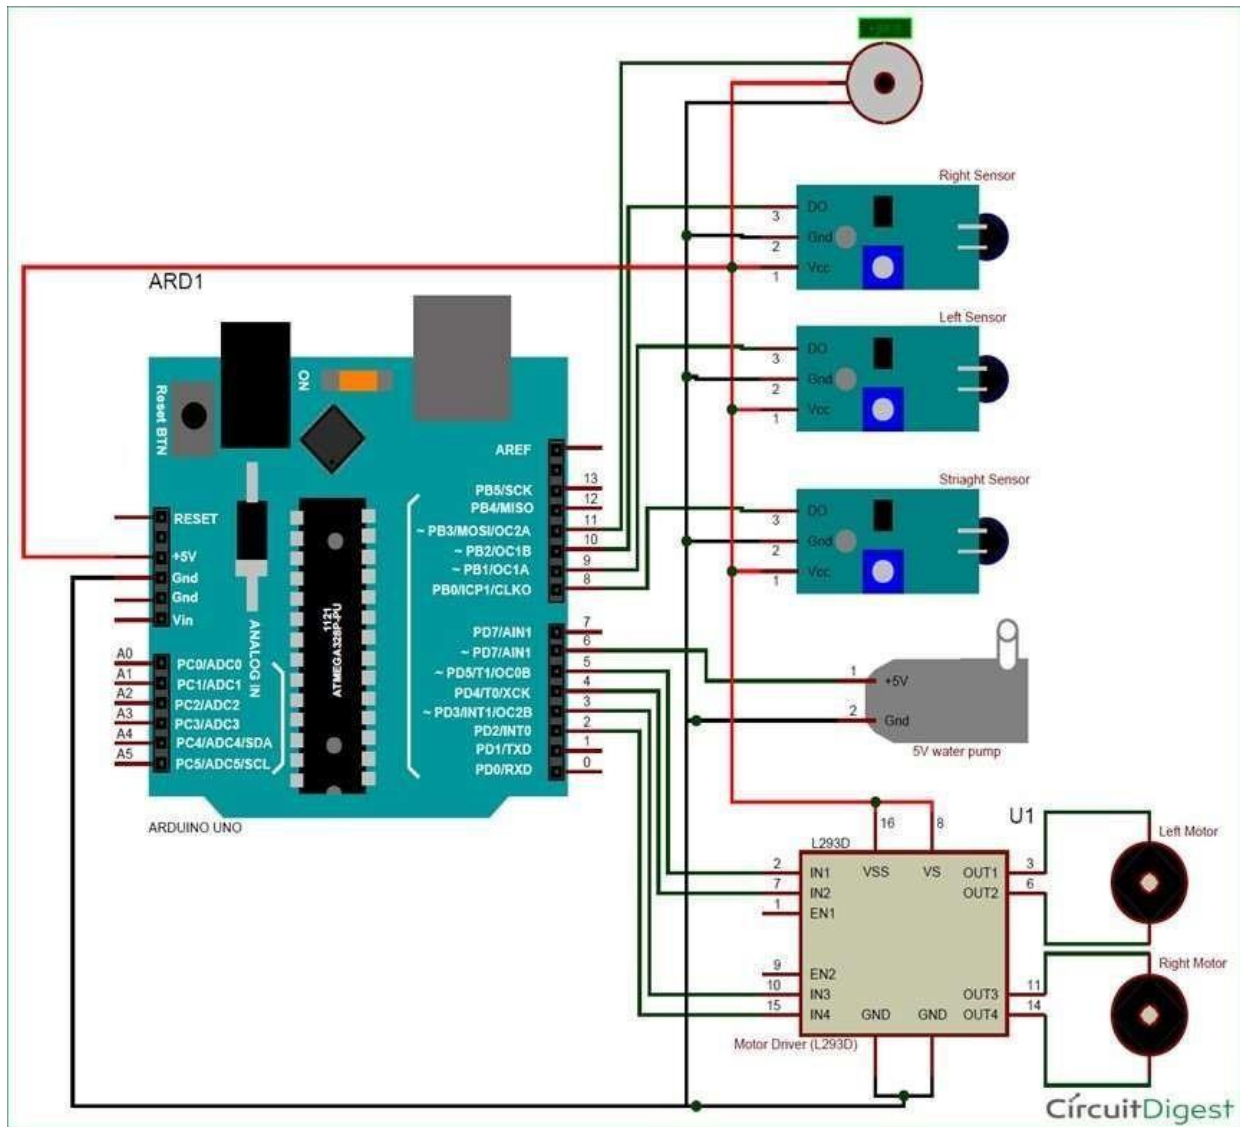 Right Sensor
3
DO
2
Gnd
1
Vcc
ARD1
Left Sensor
3
DO
2
Gnd
1
Vcc
Reset BTN
ON
AREF
PB5/SCK
13
PB4/MISO
12
~ PB3/MOSI/OC2A
11
~ PB2/OC1B
10
~ PB1/OC1A
9
PB0/ICP1/CLKO
8
Striaght Sensor
3
DO
2
Gnd
1
Vcc
RESET
+5V
Gnd
Gnd
Vin
ANALOG IN
1121
ATMEGA328P-PU
PD7/AIN1
7
~ PD7/AIN1
6
~ PD5/T1/OC0B
5
PD4/T0/XCK
4
~ PD3/INT1/OC2B
3
PD2/INT0
2
PD1/TXD
1
PD0/RXD
0
A0
PC0/ADC0
A1
PC1/ADC1
A2
PC2/ADC2
A3
PC3/ADC3
A4
PC4/ADC4/SDA
A5
PC5/ADC5/SCL
ARDUINO UNO
1
+5V
2
Gnd
5V water pump
U1
16
8
L293D
2
IN1
VSS
VS
OUT1
3
7
IN2
OUT2
6
1
EN1
Left Motor
9
EN2
10
IN3
OUT3
11
15
IN4
GND
GND
OUT4
14
Right Motor
Motor Driver (L293D)
CircuitDigest